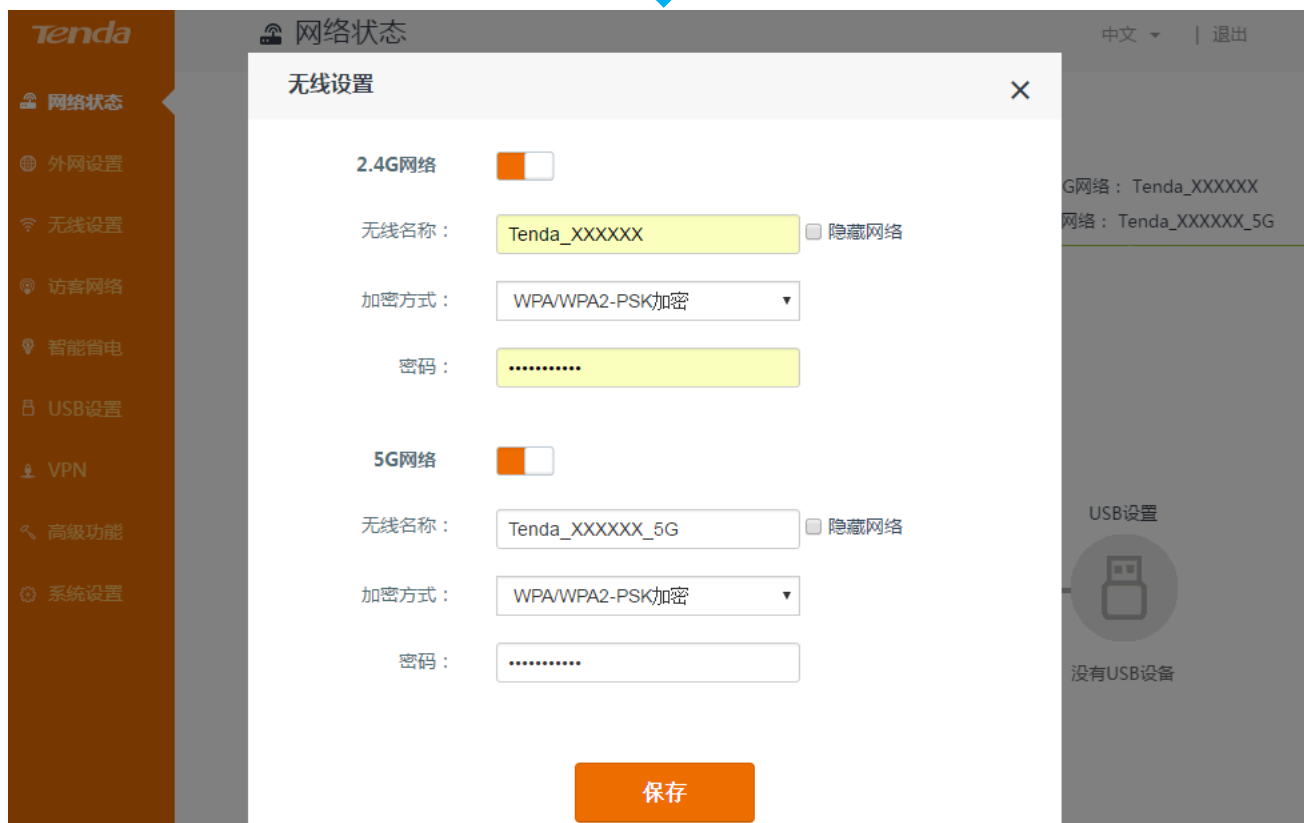 Tenda
网络状态
中文
| 退出
网络状态
外网设置
无线设置
访客网络
智能省电
USB设置
VPN
高级功能
系统设置
无线设置
2.4G网络
无线名称：
Tenda_XXXXXX
隐藏网络
加密方式：
WPA/WPA2-PSK加密
密码：
•••••••••••
5G网络
无线名称：
Tenda_XXXXXX_5G
隐藏网络
加密方式：
WPA/WPA2-PSK加密
密码：
•••••••••••
保存
G网络： Tenda_XXXXXX
网络： Tenda_XXXXXX_5G
USB设置
没有USB设备